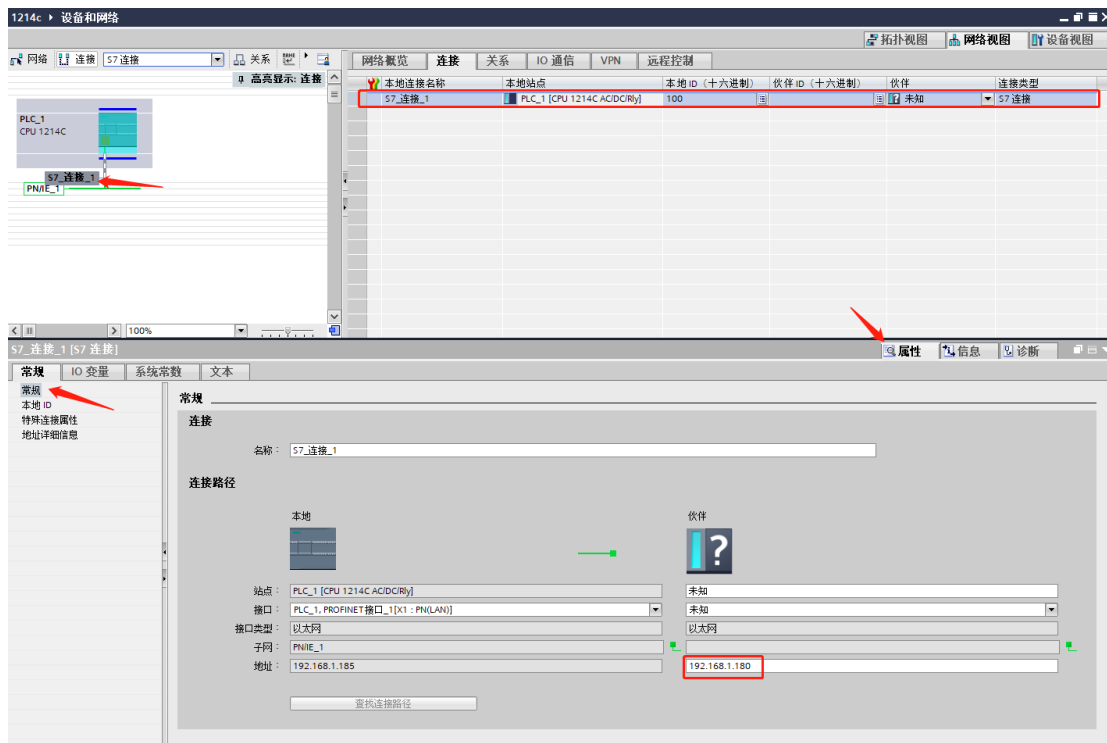 1214c ▸ 设备和网络
拓扑视图 网络视图 设备视图
网络 连接 S7 连接 关系
网络概览 连接 关系 IO 通信 VPN 远程控制
高亮显示: 连接
本地连接名称 本地站点 本地 ID（十六进制） 伙伴 ID（十六进制） 伙伴 连接类型
S7_连接_1 PLC_1 [CPU 1214C AC/DC/Rly] 100 未知 S7 连接
PLC_1
CPU 1214C
S7_连接_1
PN/IE_1
100%
S7_连接_1 [S7 连接]
属性 信息 诊断
常规 IO 变量 系统常数 文本
常规
本地 ID
特殊连接属性
地址详细信息
常规
连接
名称： S7_连接_1
连接路径
本地 伙伴
?
站点： PLC_1 [CPU 1214C AC/DC/Rly] 未知
接口： PLC_1, PROFINET接口_1[X1 : PN(LAN)] 未知
接口类型： 以太网 以太网
子网： PN/IE_1
地址： 192.168.1.185 192.168.1.180
查找连接路径